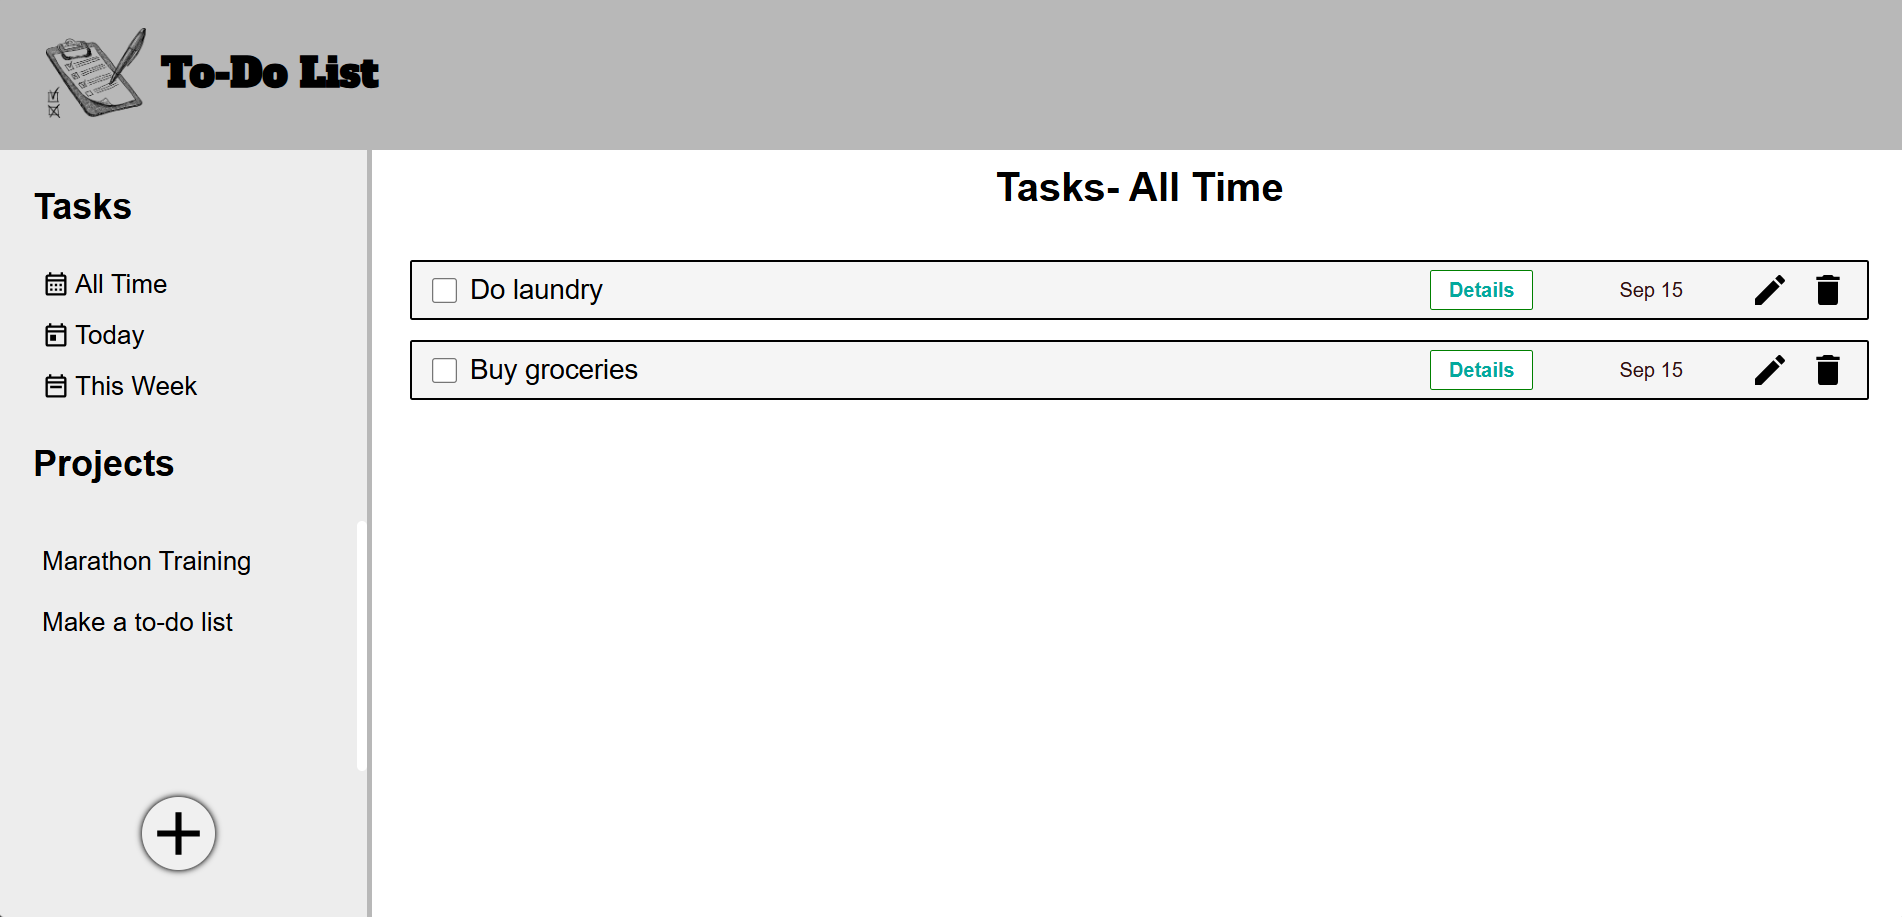 To-Do List
Tasks
All Time
Today
This Week
Projects
Marathon Training
Make a to-do list
Tasks- All Time
Do laundry Details Sep 15
Buy groceries Details Sep 15